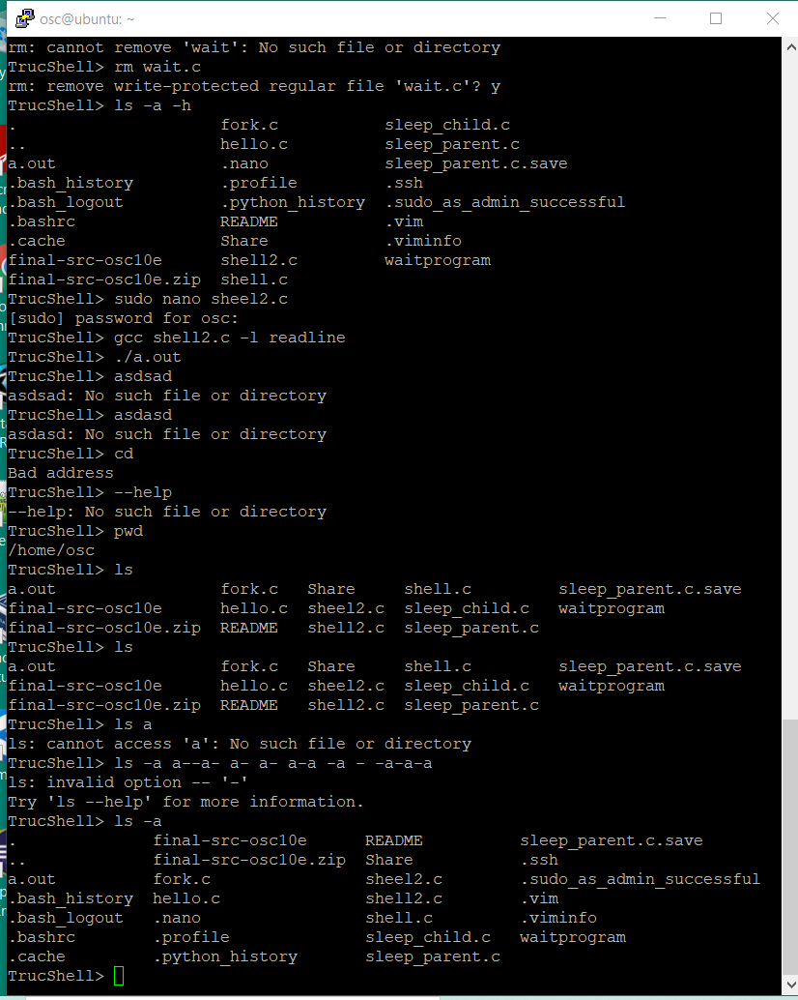 osc@ubuntu: ~
rm: cannot remove 'wait': No such file or directory
TrucShell> rm wait.c
rm: remove write-protected regular file 'wait.c'? y
TrucShell> ls -a -h
. fork.c sleep_child.c
.. hello.c sleep_parent.c
a.out .nano sleep_parent.c.save
.bash_history .profile .ssh
.bash_logout .python_history .sudo_as_admin_successful
.bashrc README .vim
.cache Share .viminfo
final-src-osc10e shell2.c waitprogram
final-src-osc10e.zip shell.c
TrucShell> sudo nano sheel2.c
[sudo] password for osc:
TrucShell> gcc shell2.c -l readline
TrucShell> ./a.out
TrucShell> asdsad
asdsad: No such file or directory
TrucShell> asdasd
asdasd: No such file or directory
TrucShell> cd
Bad address
TrucShell> --help
--help: No such file or directory
TrucShell> pwd
/home/osc
TrucShell> ls
a.out fork.c Share shell.c sleep_parent.c.save
final-src-osc10e hello.c sheel2.c sleep_child.c waitprogram
final-src-osc10e.zip README shell2.c sleep_parent.c
TrucShell> ls
a.out fork.c Share shell.c sleep_parent.c.save
final-src-osc10e hello.c sheel2.c sleep_child.c waitprogram
final-src-osc10e.zip README shell2.c sleep_parent.c
TrucShell> ls a
ls: cannot access 'a': No such file or directory
TrucShell> ls -a a--a- a- a- a-a -a - -a-a-a
ls: invalid option -- '-'
Try 'ls --help' for more information.
TrucShell> ls -a
. final-src-osc10e README sleep_parent.c.save
.. final-src-osc10e.zip Share .ssh
a.out fork.c sheel2.c .sudo_as_admin_successful
.bash_history hello.c shell2.c .vim
.bash_logout .nano shell.c .viminfo
.bashrc .profile sleep_child.c waitprogram
.cache .python_history sleep_parent.c
TrucShell>